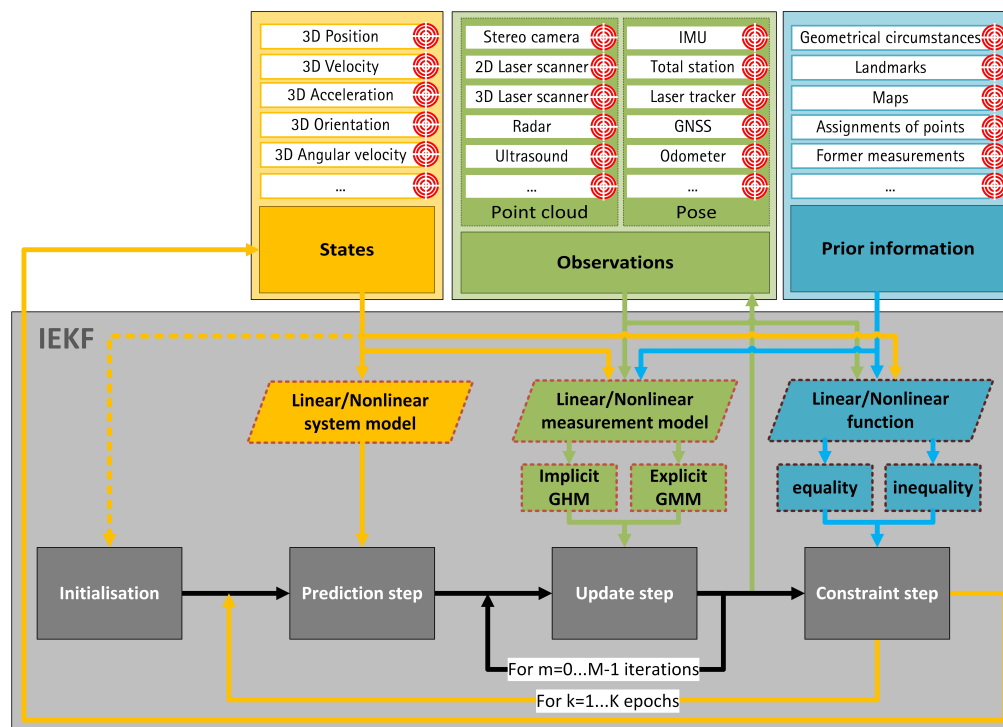 3D Position
3D Velocity
3D Acceleration
3D Orientation
3D Angular velocity
...
States
Stereo camera
2D Laser scanner
3D Laser scanner
Radar
Ultrasound
...
Point cloud
IMU
Total station
Laser tracker
GNSS
Odometer
...
Pose
Observations
Geometrical circumstances
Landmarks
Maps
Assignments of points
Former measurements
...
Prior information
IEKF
Linear/Nonlinear
system model
Linear/Nonlinear
measurement model
Linear/Nonlinear
function
Implicit
GHM
Explicit
GMM
equality
inequality
Initialisation
Prediction step
Update step
Constraint step
For m=0...M-1 iterations
For k=1...K epochs